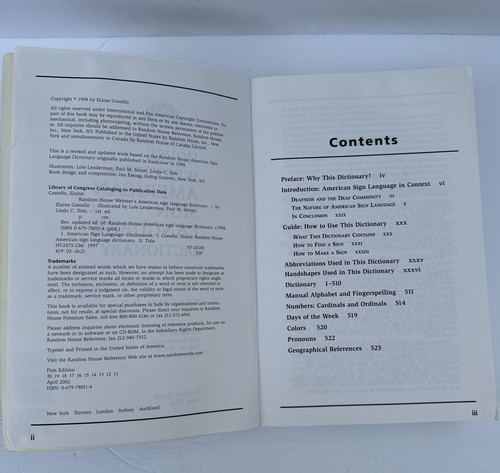 Copyright © 1998 by Elaine Costello
All rights reserved under International and Pan-American Copyright Conventions. No
part of this book may be reproduced in any form or by any means, electronic or
mechanical, including photocopying, without the written permission of the publish-
er. All inquiries should be addressed to Random House Reference, Random House,
Inc., New York, NY. Published in the United States by Random House, Inc., New
York and simultaneously in Canada by Random House of Canada Limited.
This is a revised and updated work based on the Random House American Sign
Language Dictionary originally published in hardcover in 1994.
Illustration: Lois Lenderman, Paul M. Setzer, Linda C. Tom
Book design and composition: Jan Ewing, Ewing Systems, New York, NY
Library of Congress Cataloging-in-Publication Data
Costello, Elaine.
Random House Webster's American sign language dictionary / by
Elaine Costello ; illustrated by Lois Lenderman, Paul M. Setzer,
Linda C. Tom. -- 1st ed.
p. cm.
Rev. updated ed. of: Random House American sign language dictionary. c1994.
ISBN 0-679-78011-4 (pbk.)
1. American Sign Language--Dictionaries. I. Costello, Elaine. Random House
American sign language dictionary. II. Title.
HV2475.C66 1997
419'.03--dc21
CIP
Trademarks
A number of entered words which we have reason to believe constitute trademarks
have been designated as such. However, no attempt has been made to designate as
trademarks or service marks all terms or words in which proprietary rights might
exist. The inclusion, exclusion, or definition of a word or term is not intended to
affect, or to express a judgment on, the validity or legal status of the word or term
as a trademark, service mark, or other proprietary term.
This book is available for special purchases in bulk by organizations and institu-
tions, not for resale, at special discounts. Please direct your inquiries to Random
House Premium Sales, toll-free 800-800-3246 or fax 212-572-4961.
Please address inquiries about electronic licensing of reference products, for use on
a network or in software or on CD-ROM, to the Subsidiary Rights Department,
Random House Reference, fax 212-940-7352.
Typeset and Printed in the United States of America.
Visit the Random House Reference Web site at www.randomwords.com
First Edition
20 19 18 17 16 15 14 13 12 11
April 2002
ISBN: 0-679-78011-4
New York Toronto London Sydney Auckland
ii
Contents
Preface: Why This Dictionary? iv
Introduction: American Sign Language in Context vi
Deafness and the Deaf Community vi
The Nature of American Sign Language x
In Conclusion xxix
Guide: How to Use This Dictionary xxx
What This Dictionary Contains xxx
How to Find a Sign xxxi
How to Make a Sign xxxiii
Abbreviations Used in This Dictionary xxxv
Handshapes Used in This Dictionary xxxvi
Dictionary 1–510
Manual Alphabet and Fingerspelling 511
Numbers: Cardinals and Ordinals 514
Days of the Week 519
Colors 520
Pronouns 522
Geographical References 525
iii